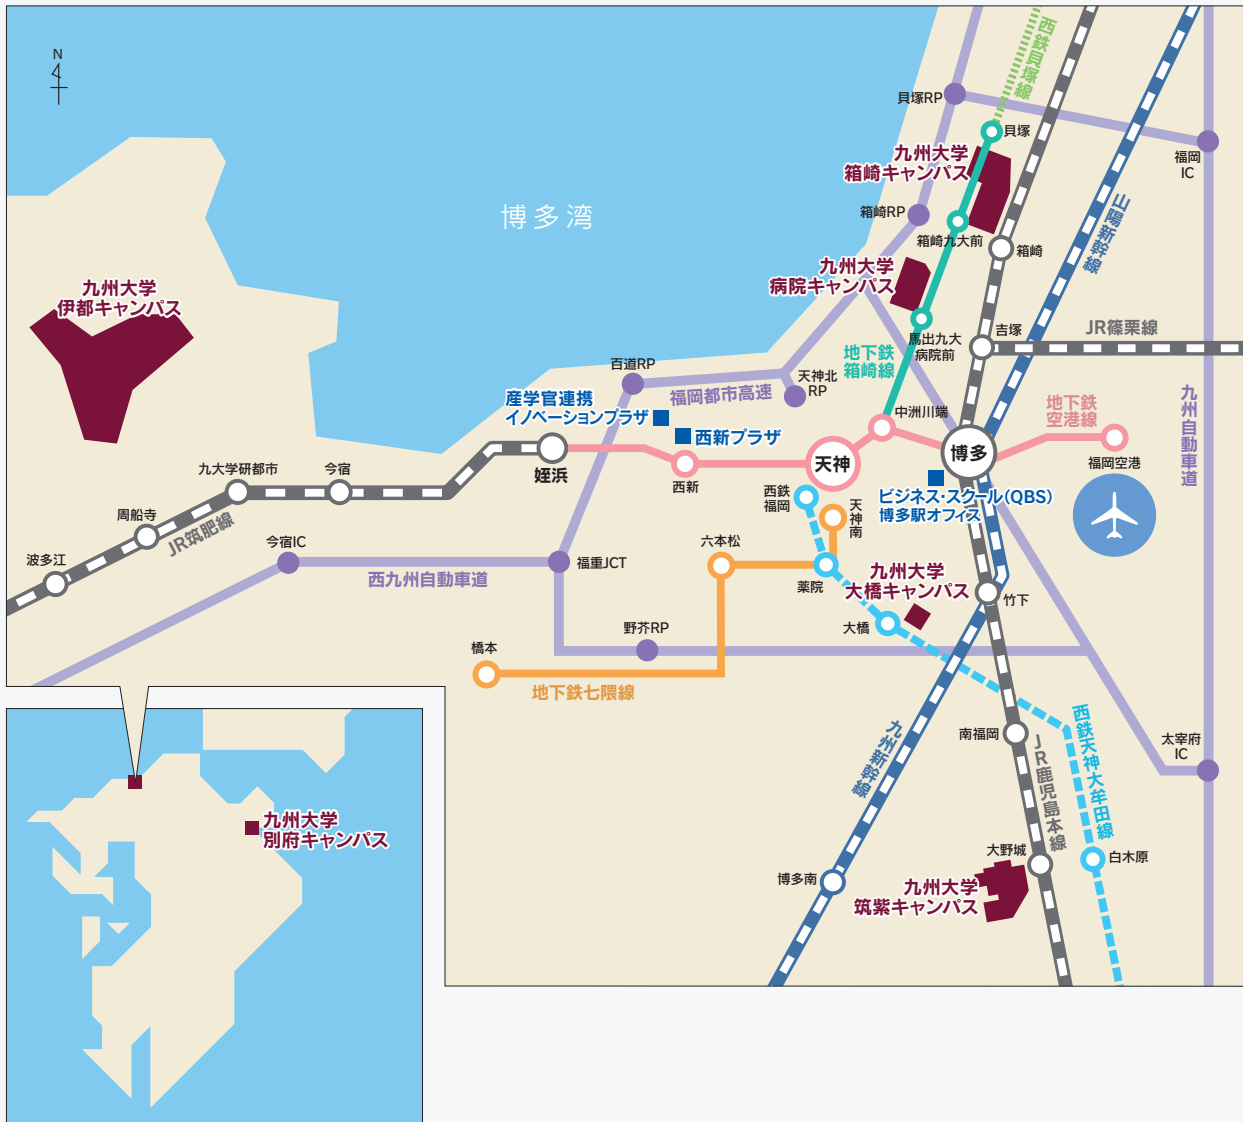 N
西鉄貝塚線
貝塚RP
貝塚
福岡
IC
九州大学
箱崎キャンパス
箱崎RP
箱崎九大前
箱崎
山陽新幹線
博多湾
九州大学
病院キャンパス
九州大学
伊都キャンパス
馬出九大
病院前
吉塚
JR篠栗線
地下鉄
箱崎線
百道RP
天神北
RP
福岡都市高速
産学官連携
イノベーションプラザ
西新プラザ
中洲川端
地下鉄
空港線
九州自動車道
天神
博多
福岡空港
姪浜
西新
九大学研都市
今宿
西鉄
福岡
天神南
ビジネス・スクール(QBS)
博多駅オフィス
周船寺
JR筑肥線
波多江
今宿IC
西九州自動車道
福重JCT
六本松
薬院
九州大学
大橋キャンパス
竹下
大橋
野芥RP
橋本
地下鉄七隈線
九州新幹線
南福岡
JR鹿児島本線
西鉄天神大牟田線
太宰府
IC
九州大学
別府キャンパス
大野城
白木原
博多南
九州大学
筑紫キャンパス